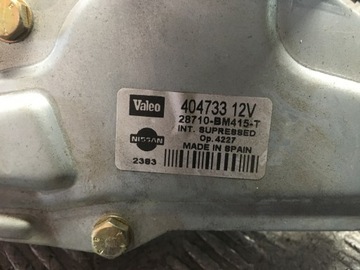 Valeo 404733 12V
28710-BM415-T
INT. SUPRESSED
NISSAN Op. 4227
MADE IN SPAIN
2383